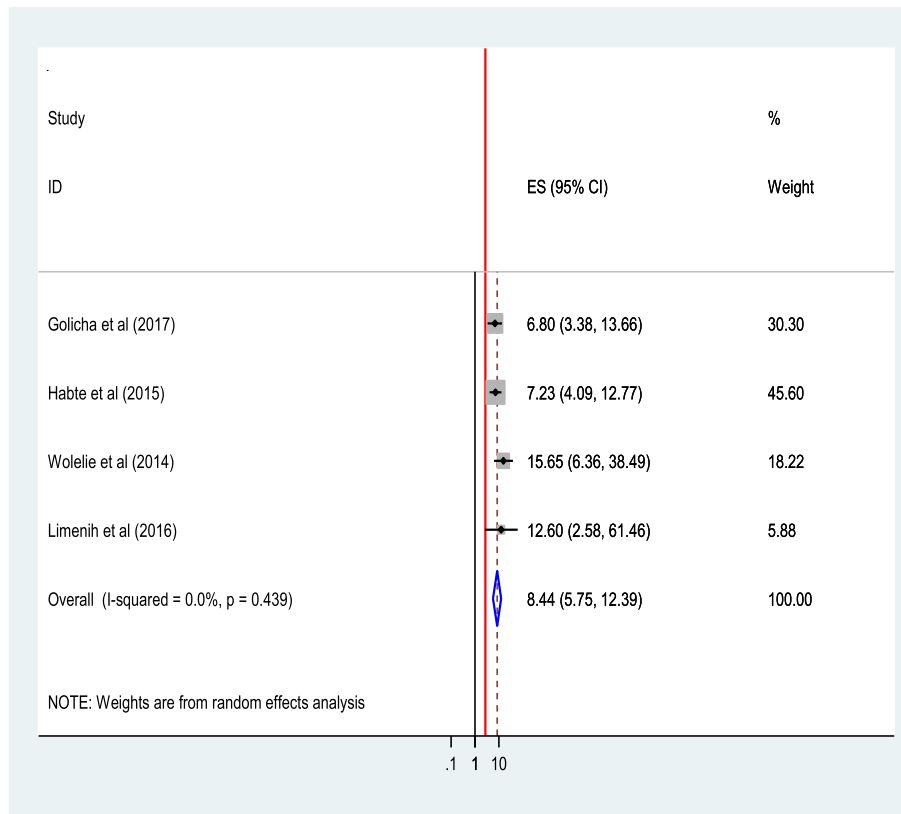 .
Study %
ID ES (95% CI) Weight
Golicha et al (2017) 6.80 (3.38, 13.66) 30.30
Habte et al (2015) 7.23 (4.09, 12.77) 45.60
Wolelie et al (2014) 15.65 (6.36, 38.49) 18.22
Limenih et al (2016) 12.60 (2.58, 61.46) 5.88
Overall (I-squared = 0.0%, p = 0.439) 8.44 (5.75, 12.39) 100.00
NOTE: Weights are from random effects analysis
.1 1 10